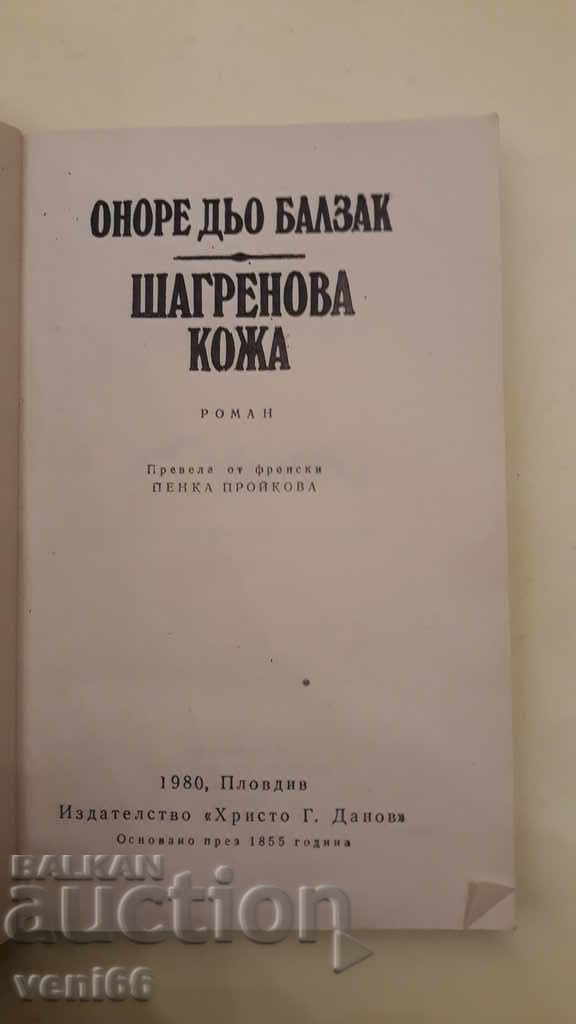 ОНОРЕ ДЬО БАЛЗАК
ШАГРЕНОВА
КОЖА
РОМАН
Превела от френски
ПЕНКА ПРОЙКОВА
1980, Пловдив
Издателство «Христо Г. Данов»
Основано през 1855 година
BALKAN
auction
veni66